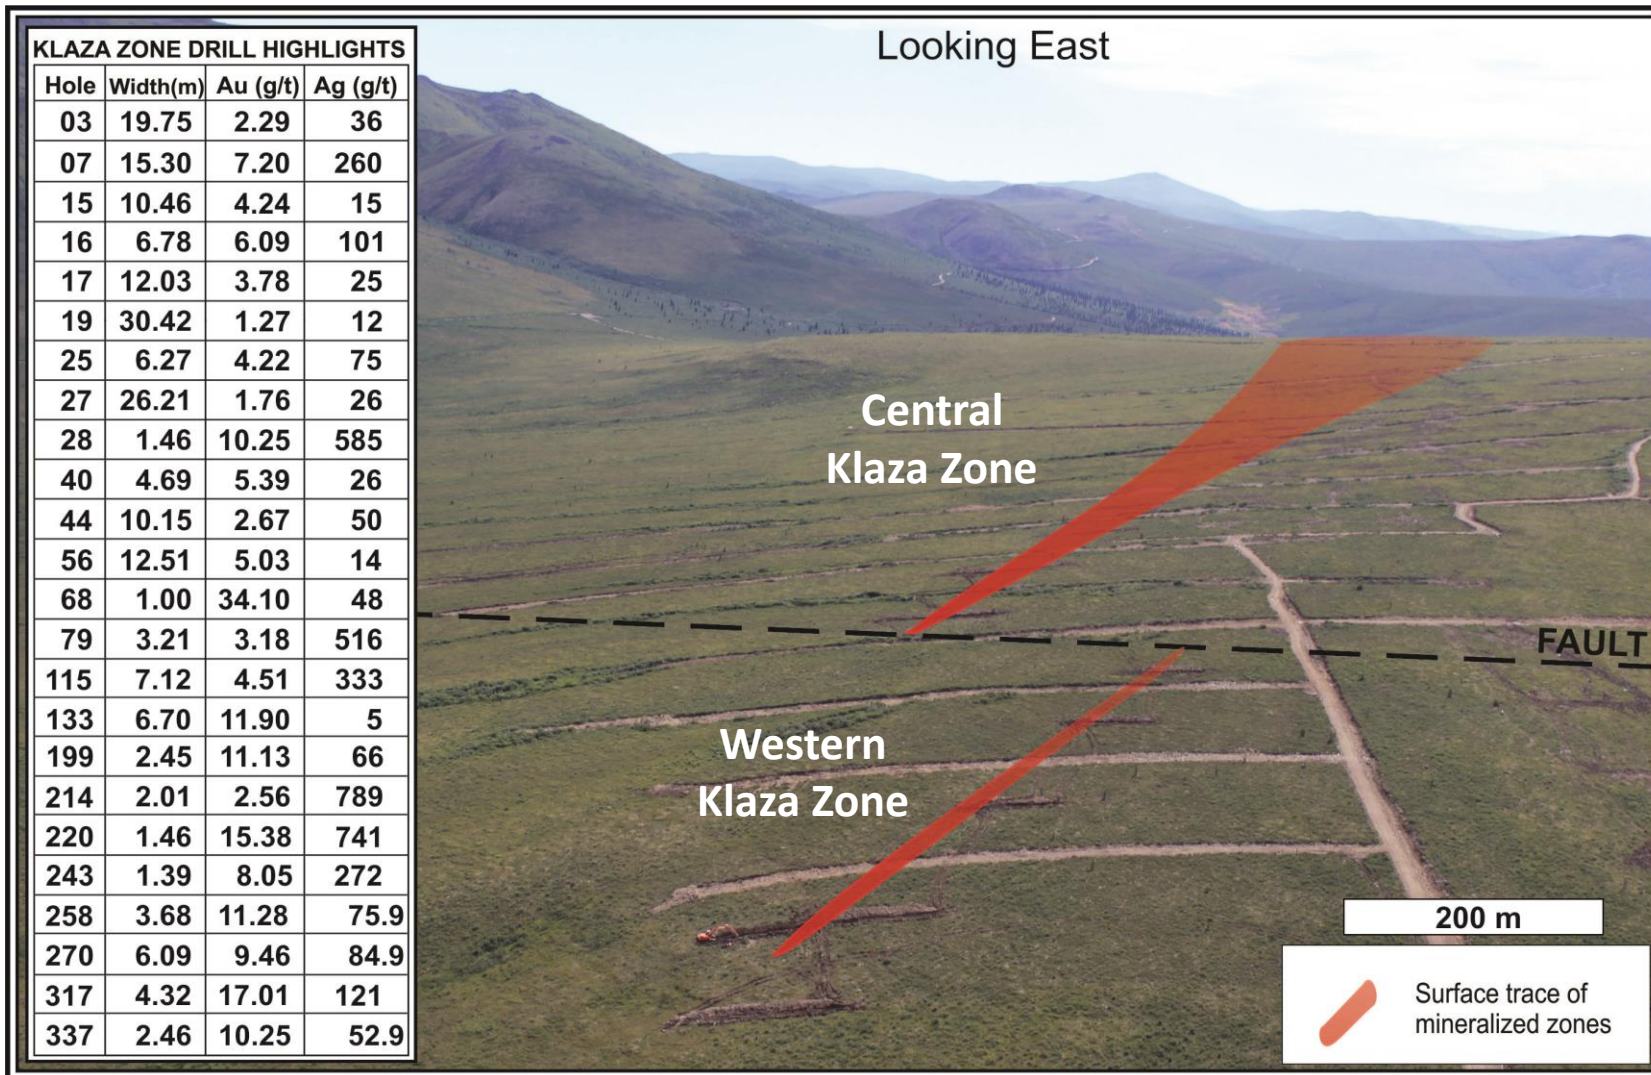 KLAZA ZONE DRILL HIGHLIGHTS
Hole Width(m) Au (g/t) Ag (g/t)
03 19.75 2.29 36
07 15.30 7.20 260
15 10.46 4.24 15
16 6.78 6.09 101
17 12.03 3.78 25
19 30.42 1.27 12
25 6.27 4.22 75
27 26.21 1.76 26
28 1.46 10.25 585
40 4.69 5.39 26
44 10.15 2.67 50
56 12.51 5.03 14
68 1.00 34.10 48
79 3.21 3.18 516
115 7.12 4.51 333
133 6.70 11.90 5
199 2.45 11.13 66
214 2.01 2.56 789
220 1.46 15.38 741
243 1.39 8.05 272
258 3.68 11.28 75.9
270 6.09 9.46 84.9
317 4.32 17.01 121
337 2.46 10.25 52.9
Looking East
Central
Klaza Zone
FAULT
Western
Klaza Zone
200 m
Surface trace of
mineralized zones